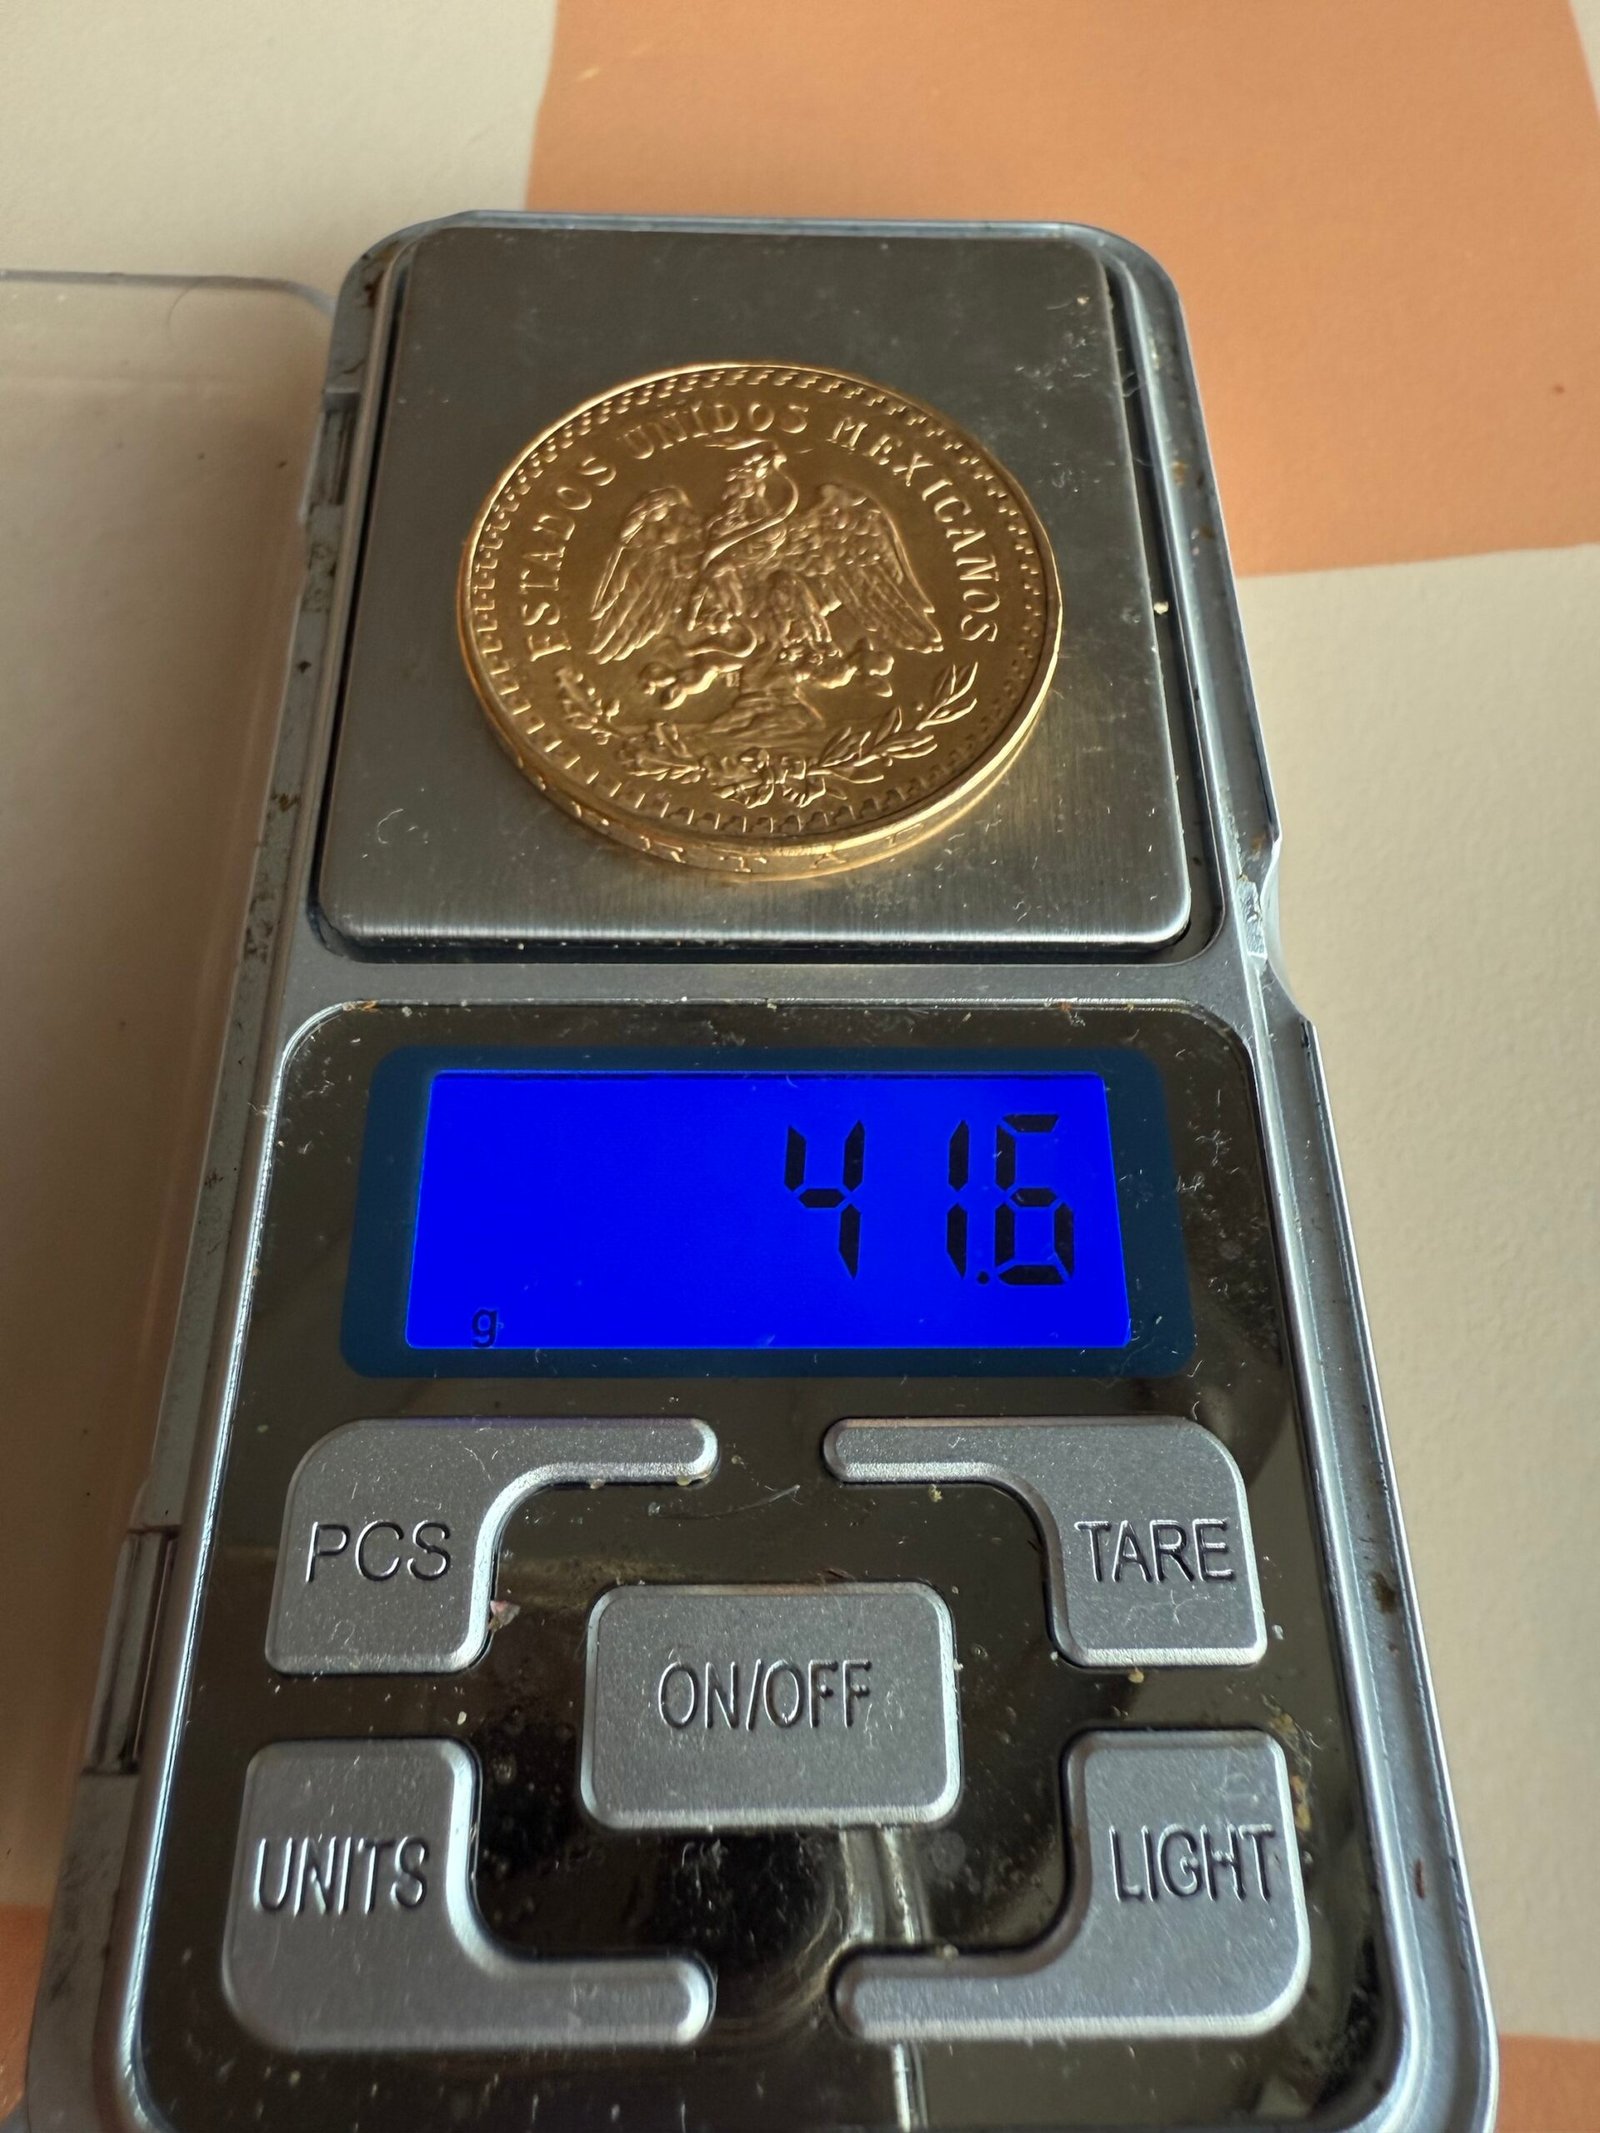 ESTADOS UNIDOS MEXICANOS
41.6
g
PCS
TARE
ON/OFF
UNITS
LIGHT